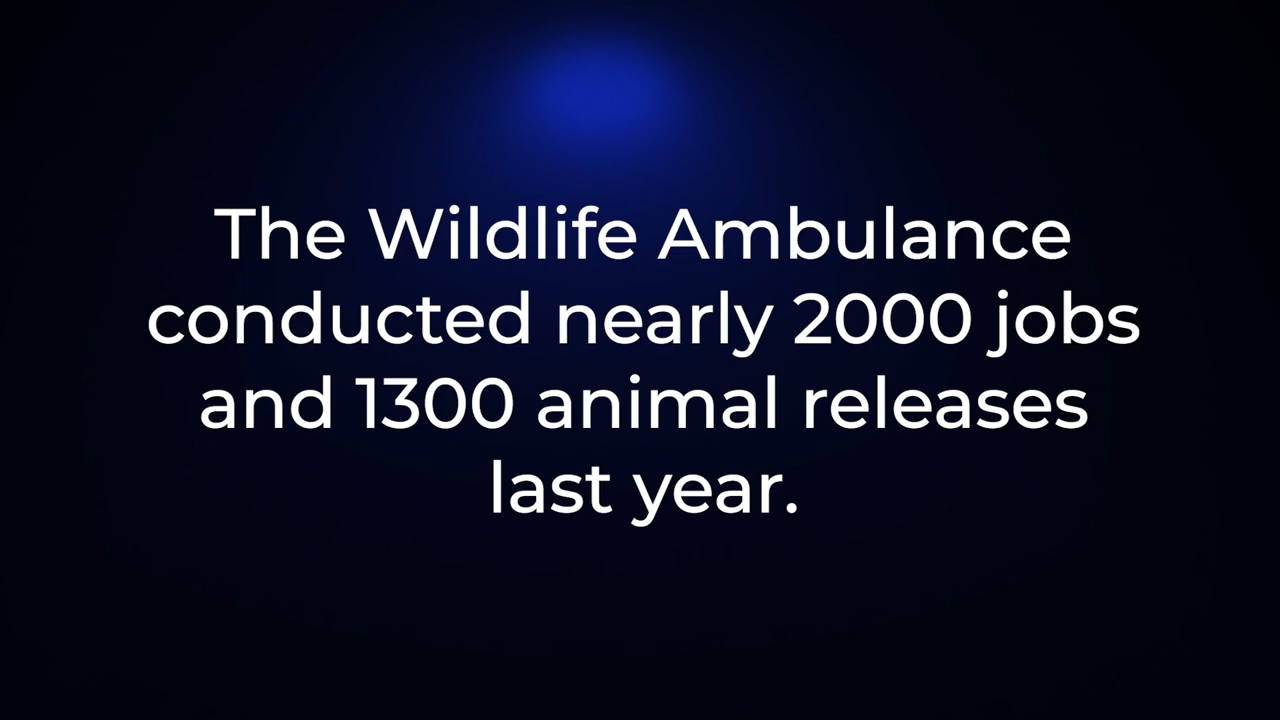 The Wildlife Ambulance
conducted nearly 2000 jobs
and 1300 animal releases
last year.